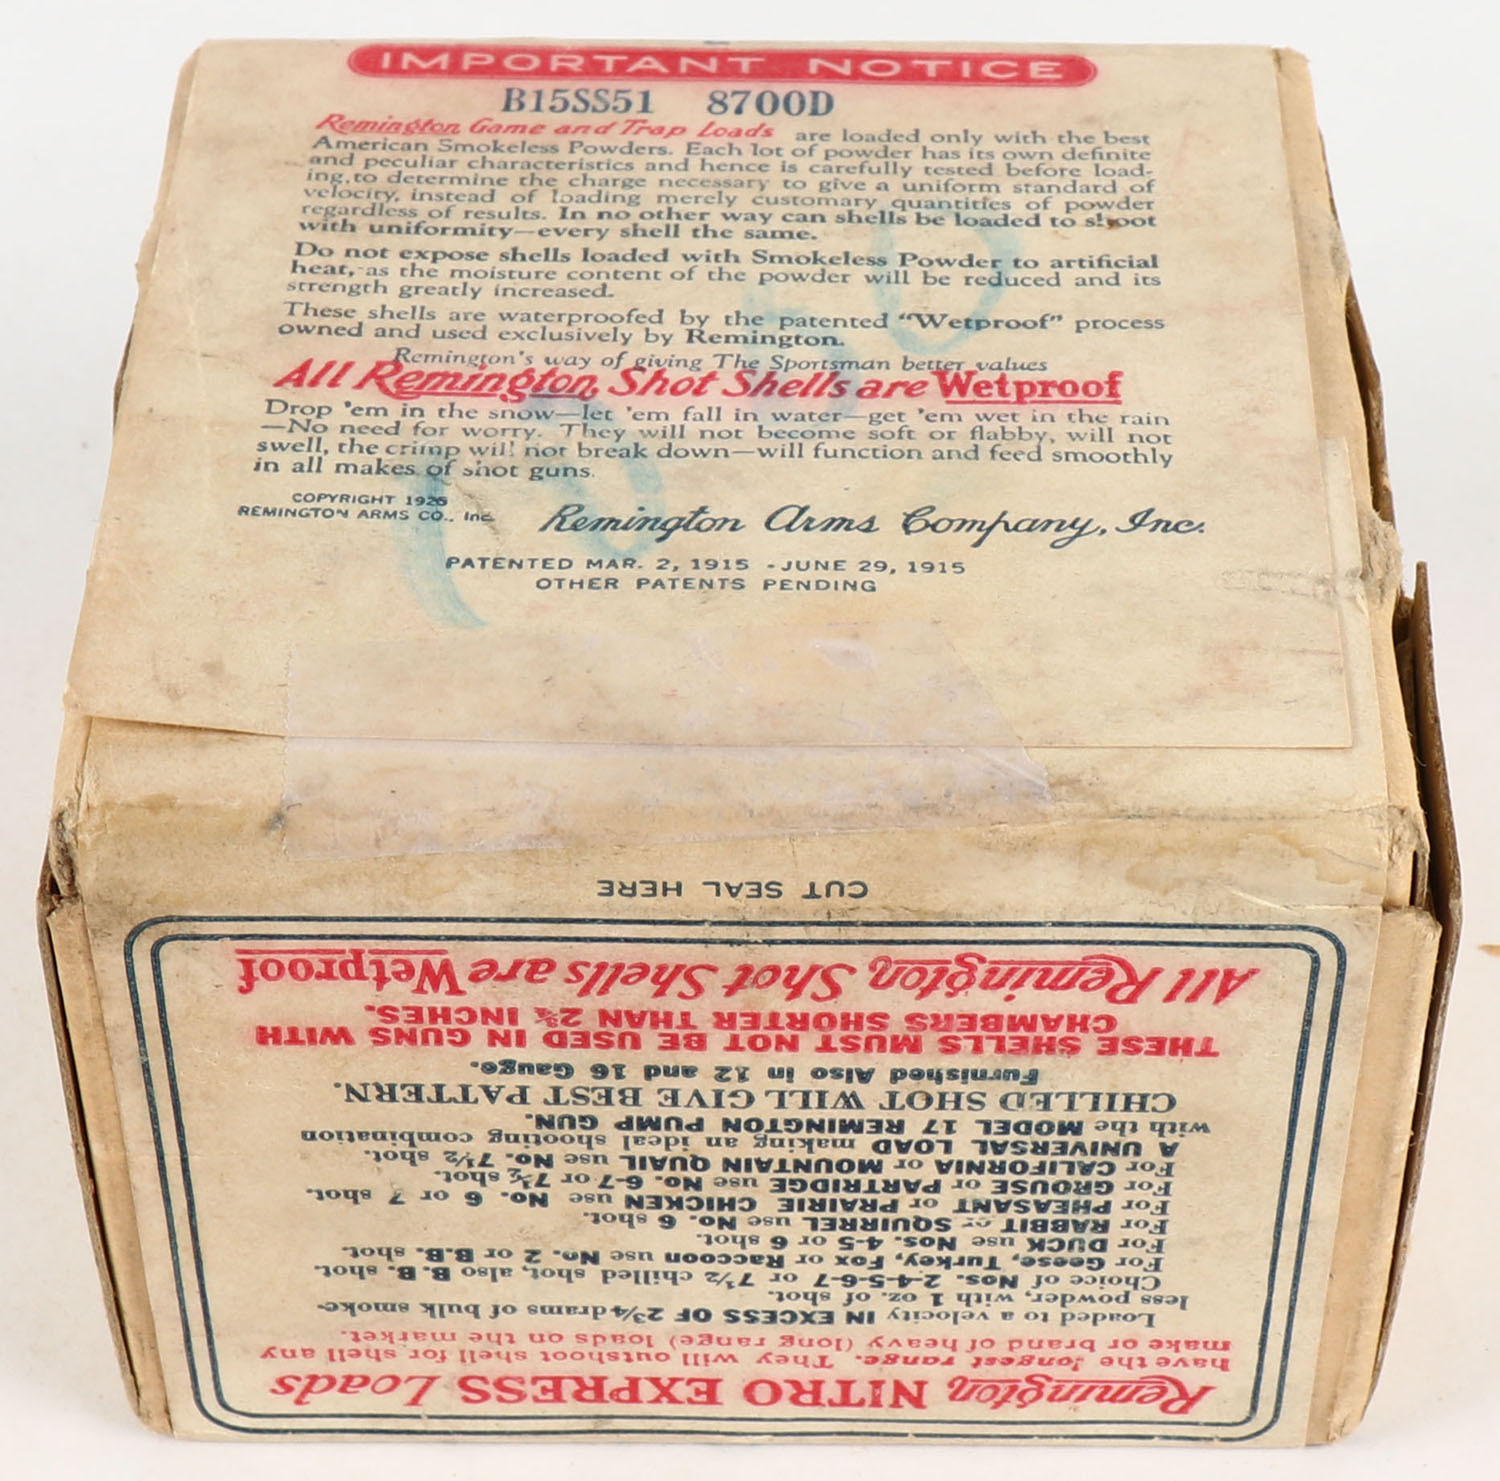 IMPORTANT NOTICE
B15SS51 8700D
Remington Game and Trap Loads are loaded only with the best
American Smokeless Powders. Each lot of powder has its own definite
and peculiar characteristics and hence is carefully tested before load-
ing, to determine the charge necessary to give a uniform standard of
velocity, instead of loading merely customary quantities of powder
regardless of results. In no other way can shells be loaded to shoot
with uniformity—every shell the same.
Do not expose shells loaded with Smokeless Powder to artificial
heat, as the moisture content of the powder will be reduced and its
strength greatly increased.
These shells are waterproofed by the patented "Wetproof" process
owned and used exclusively by Remington.
Remington's way of giving The Sportsman better values
All Remington Shot Shells are Wetproof
Drop 'em in the snow—let 'em fall in water—get 'em wet in the rain
—No need for worry. They will not become soft or flabby, will not
swell, the crimp will not break down—will function and feed smoothly
in all makes of shot guns.
COPYRIGHT 1926
REMINGTON ARMS CO., Inc.
Remington Arms Company, Inc.
PATENTED MAR. 2, 1915 - JUNE 29, 1915
OTHER PATENTS PENDING
CUT SEAL HERE
Remington NITRO EXPRESS Loads
have the longest range. They will outshoot shell for shell any
make or brand of heavy (long range) loads on the market.
Loaded to a velocity IN EXCESS OF 2¾ drams of bulk smoke-
less powder, with 1 oz. of shot.
Choice of Nos. 2-4-5-6-7 or 7½ chilled shot, also B.B. shot.
For Geese, Turkey, Fox or Raccoon use No. 2 or B.B. shot.
For DUCK use Nos. 4-5 or 6 shot.
For RABBIT or SQUIRREL use No. 6 shot.
For PHEASANT or PRAIRIE CHICKEN use No. 6 or 7 shot.
For GROUSE or PARTRIDGE use No. 6-7 or 7½ shot.
For CALIFORNIA or MOUNTAIN QUAIL use No. 7½ shot.
A UNIVERSAL LOAD making an ideal shooting combination
with the MODEL 17 REMINGTON PUMP GUN.
CHILLED SHOT WILL GIVE BEST PATTERN.
Furnished Also in 12 and 16 Gauge.
THESE SHELLS MUST NOT BE USED IN GUNS WITH
CHAMBERS SHORTER THAN 2¾ INCHES.
All Remington Shot Shells are Wetproof